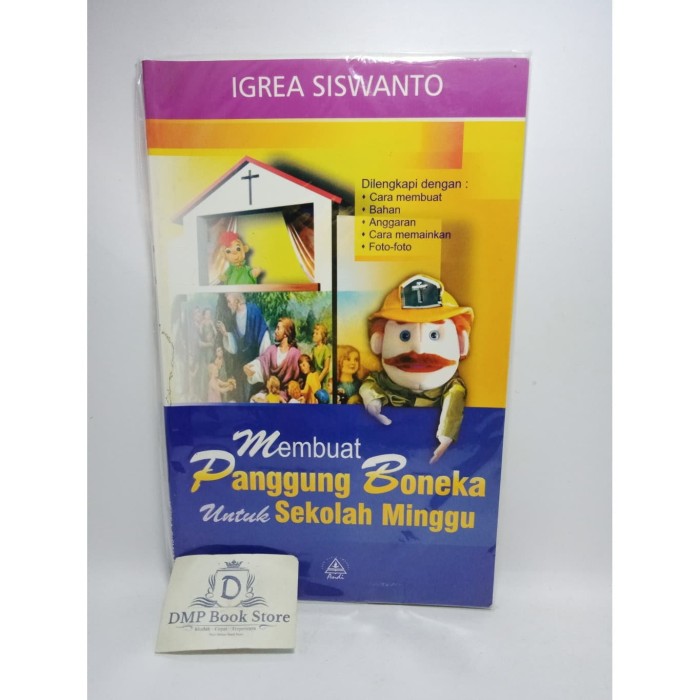 IGREA SISWANTO
Dilengkapi dengan :
• Cara membuat
• Bahan
• Anggaran
• Cara memainkan
• Foto-foto
Membuat
Panggung Boneka
Untuk Sekolah Minggu
Andi
D
DMP Book Store